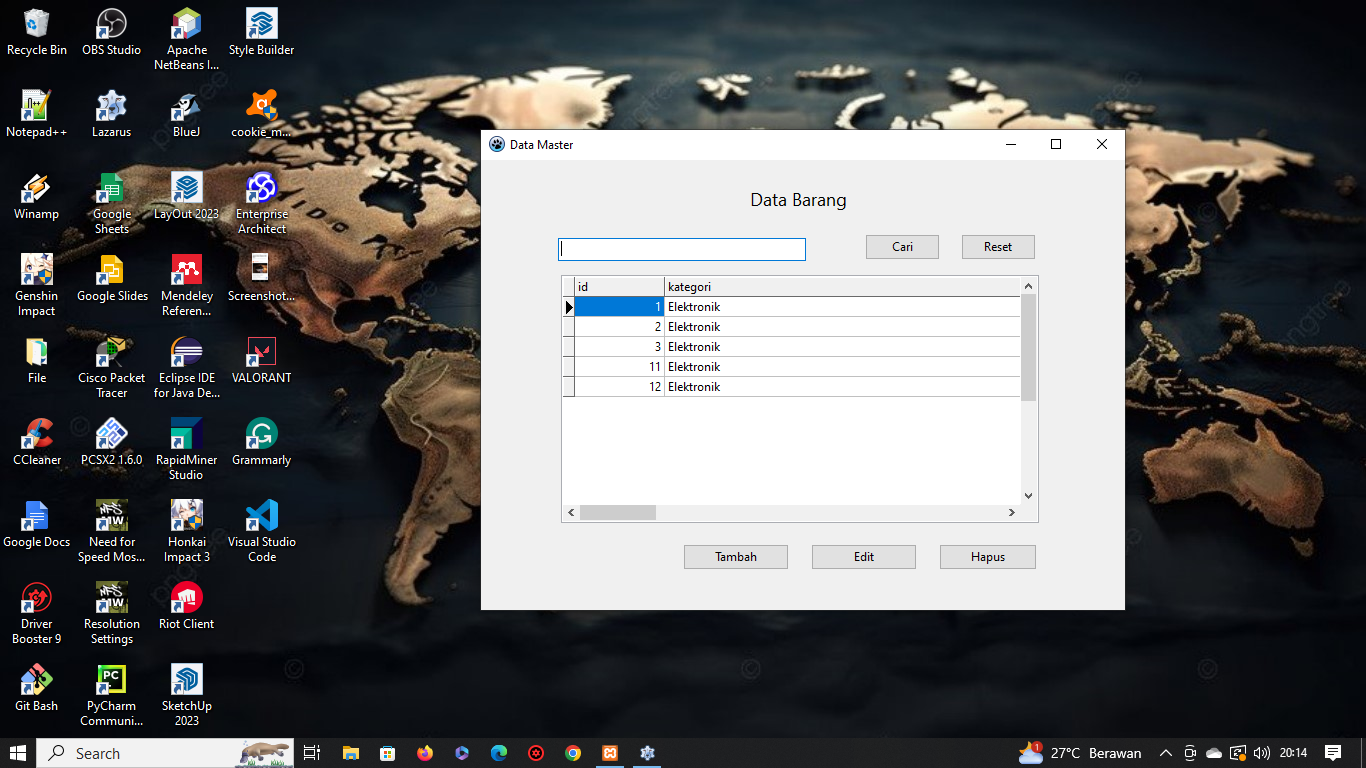 Recycle Bin
OBS Studio
Apache
NetBeans I...
Style Builder
Notepad++
Lazarus
BlueJ
cookie_m...
Winamp
Google
Sheets
LayOut 2023
Enterprise
Architect
Genshin
Impact
Google Slides
Mendeley
Referen...
Screenshot...
File
Cisco Packet
Tracer
Eclipse IDE
for Java De...
VALORANT
CCleaner
PCSX2 1.6.0
RapidMiner
Studio
Grammarly
Google Docs
Need for
Speed Mos...
Honkai
Impact 3
Visual Studio
Code
Driver
Booster 9
Resolution
Settings
Riot Client
Git Bash
PyCharm
Communi...
SketchUp
2023
Data Master
Data Barang
Cari
Reset
id kategori
1 Elektronik
2 Elektronik
3 Elektronik
11 Elektronik
12 Elektronik
Tambah
Edit
Hapus
Search
1
27°C Berawan
20:14